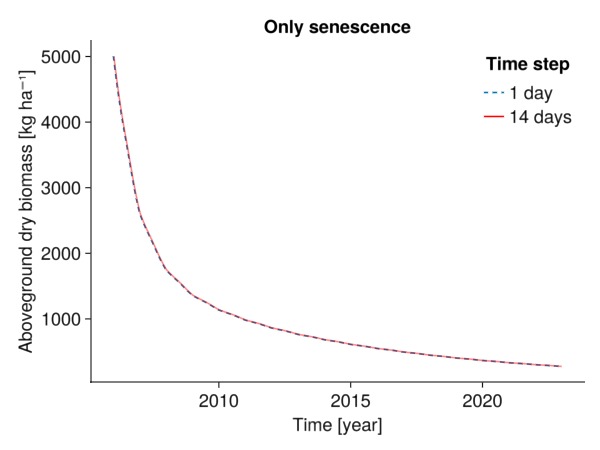 Only senescence
Aboveground dry biomass [kg ha⁻¹]
5000
4000
3000
2000
1000
Time step
1 day
14 days
2010
2015
2020
Time [year]